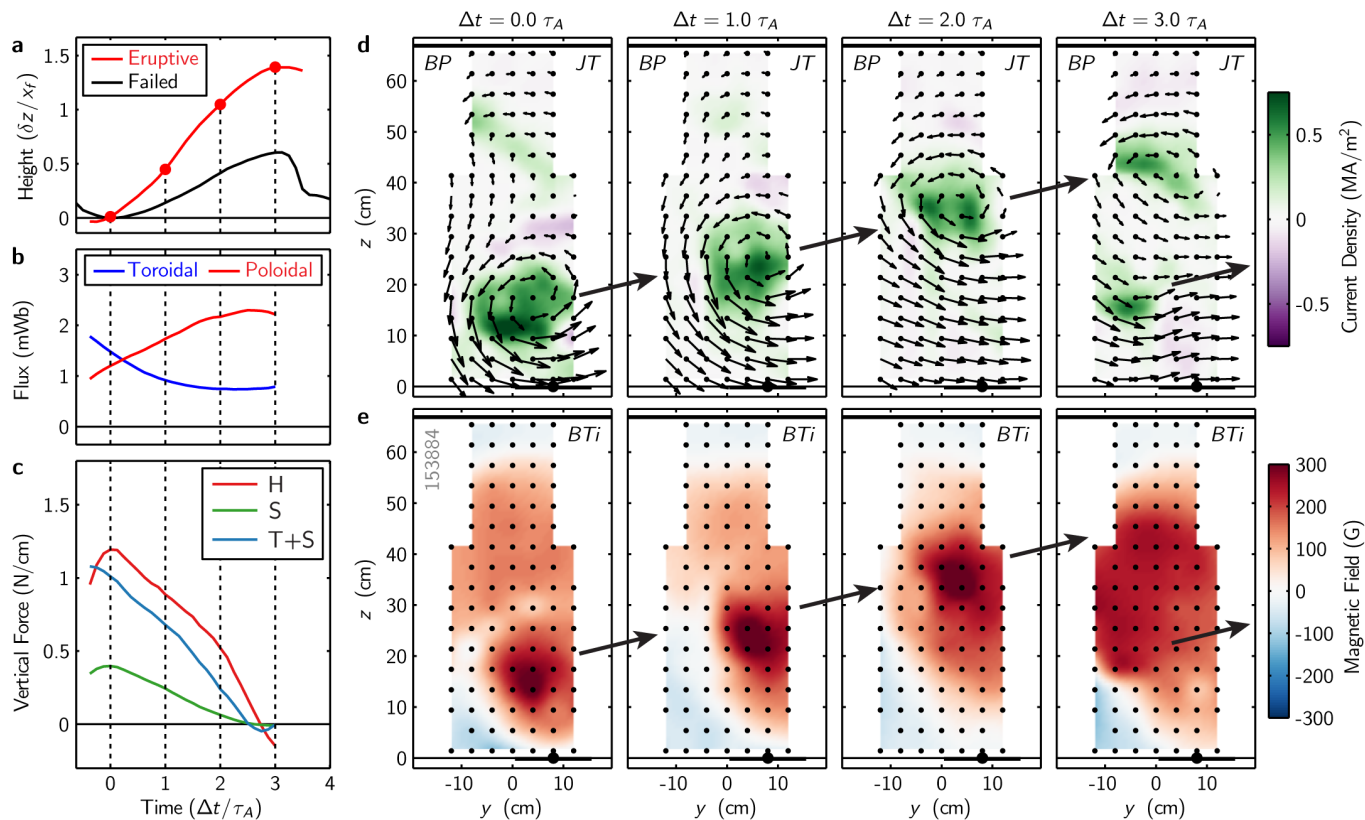 a
Eruptive
Failed
Height (δz/x_f)
1.5
1
0.5
0
b
Toroidal Poloidal
Flux (mWb)
3
2
1
0
c
H
S
T+S
Vertical Force (N/cm)
1.5
1
0.5
0
0 1 2 3 4
Time (Δt/τ_A)
Δt = 0.0 τ_A Δt = 1.0 τ_A Δt = 2.0 τ_A Δt = 3.0 τ_A
d
BP JT BP JT BP JT BP JT
z (cm)
60
50
40
30
20
10
0
0.5
0
-0.5
Current Density (MA/m²)
e
153884
BTi BTi BTi BTi
z (cm)
60
50
40
30
20
10
0
-10 0 10 -10 0 10 -10 0 10 -10 0 10
y (cm) y (cm) y (cm) y (cm)
300
200
100
0
-100
-200
-300
Magnetic Field (G)